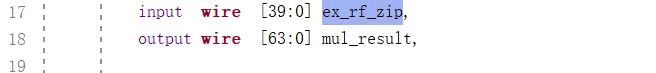 17 input wire [39:0] ex_rf_zip,
18 output wire [63:0] mul_result,
19